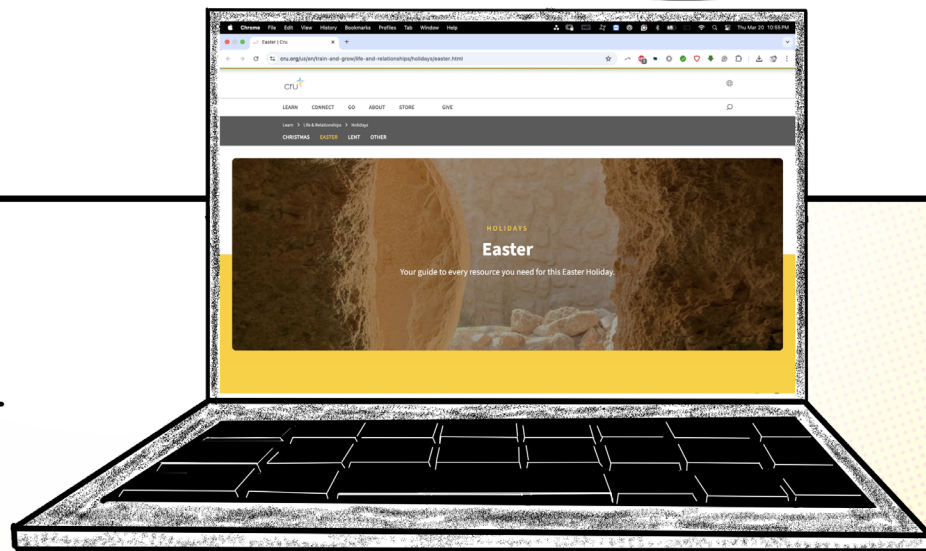 Chrome File Edit View History Bookmarks Profiles Tab Window Help Thu Mar 20 10:55 PM
Easter | Cru
cru.org/us/en/train-and-grow/life-and-relationships/holidays/easter.html
cru
LEARN CONNECT GO ABOUT STORE GIVE
Learn > Life & Relationships > Holidays
CHRISTMAS EASTER LENT OTHER
HOLIDAYS
Easter
Your guide to every resource you need for this Easter Holiday.